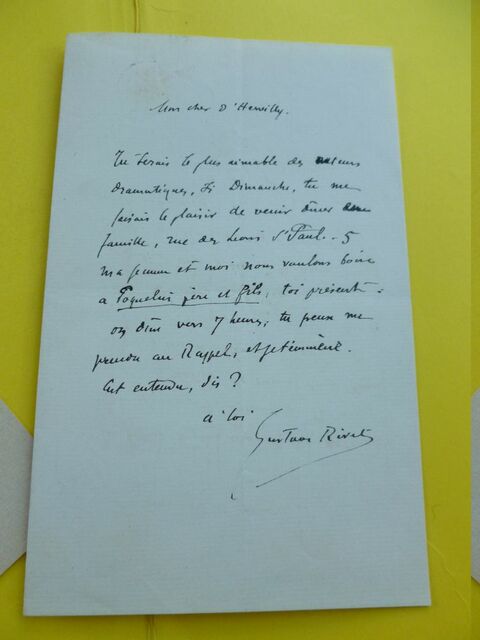 Mon cher d'Hervilly.
Tu serais le plus aimable des auteurs
dramatiques, si Dimanche, tu me
faisais le plaisir de venir dîner en
famille, rue des Lions St Paul. 5
ma femme et moi nous voulons boire
à Poquelin père et fils, toi présent =
on dîne vers 7 heures, tu peux me
prendre au Rappel, et je t'emmène.
C'est entendu, dis ?
à toi
Gustave Rivet